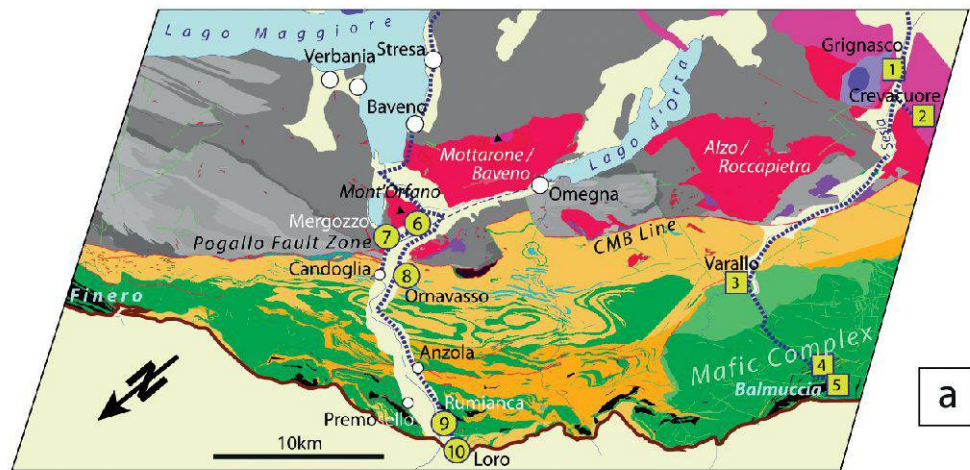 Lago Maggiore
Verbania
Stresa
Baveno
Lago d'Orta
Grignasco
1
Crevacuore
2
Sesia
Mottarone/
Baveno
Alzo/
Roccapietra
Mont'Orfano
Omegna
Mergozzo
6
7
Pogallo Fault Zone
CMB Line
Candoglia
8
Ornavasso
Varallo
3
Finero
Anzola
Mafic Complex
4
Balmuccia
5
N
Premosello
Rumianca
9
10km
10
Loro
a